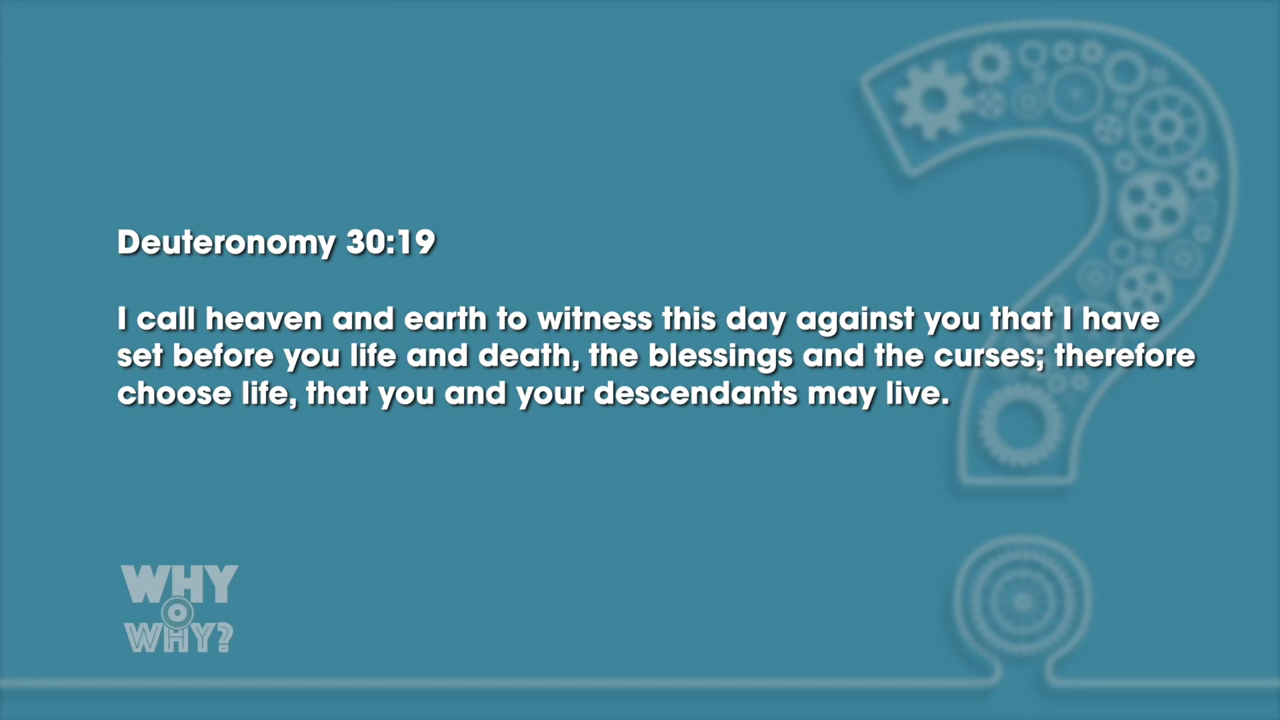 Deuteronomy 30:19
I call heaven and earth to witness this day against you that I have
set before you life and death, the blessings and the curses; therefore
choose life, that you and your descendants may live.
WHY
O
WHY?